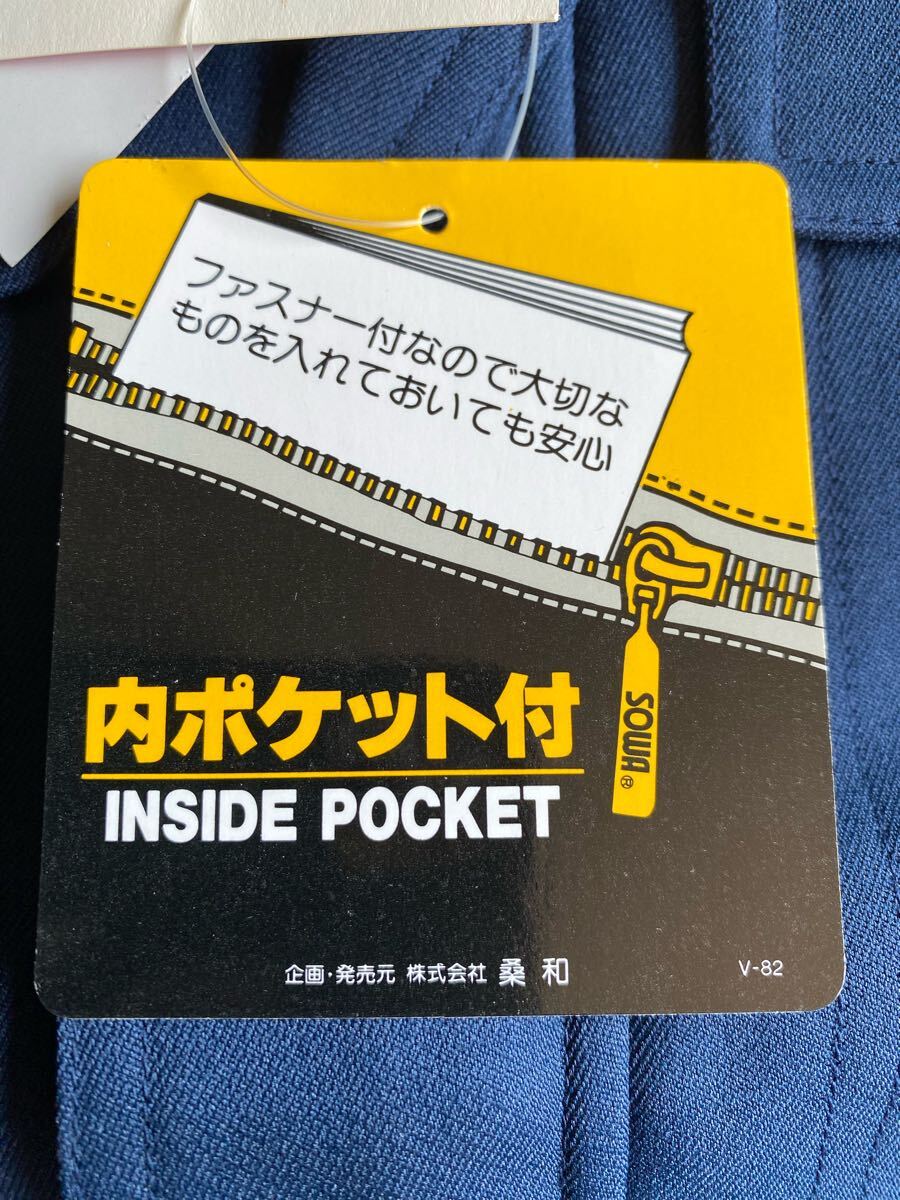 ファスナー付なので大切な
ものを入れておいても安心
SOWA®
内ポケット付
INSIDE POCKET
企画・発売元 株式会社 桑和
V-82